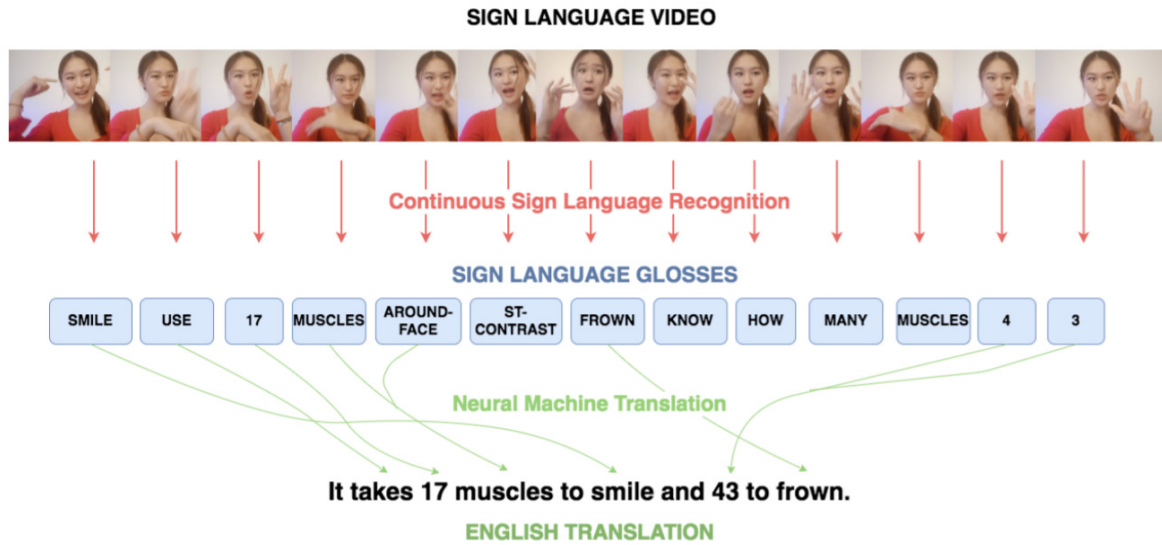 SIGN LANGUAGE VIDEO
Continuous Sign Language Recognition
SIGN LANGUAGE GLOSSES
SMILE
USE
17
MUSCLES
AROUND-
FACE
ST-
CONTRAST
FROWN
KNOW
HOW
MANY
MUSCLES
4
3
Neural Machine Translation
It takes 17 muscles to smile and 43 to frown.
ENGLISH TRANSLATION